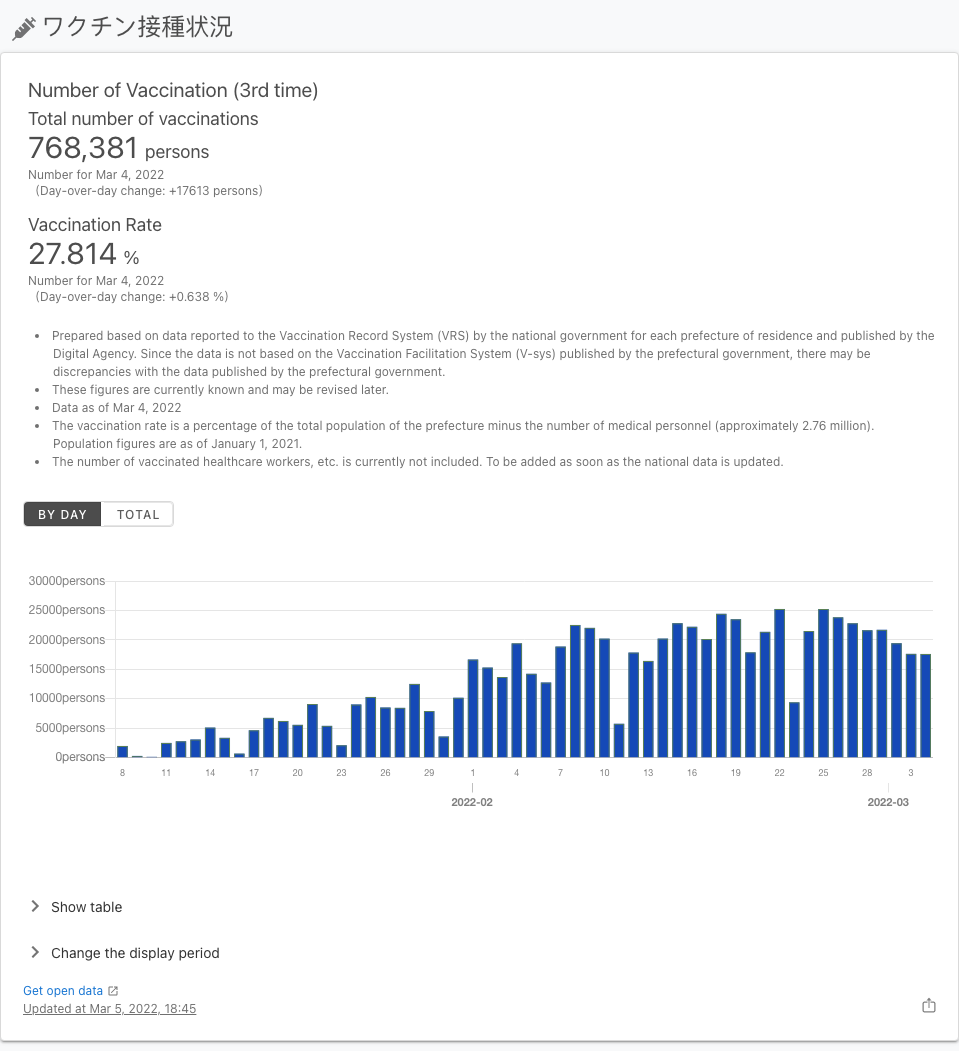 ワクチン接種状況
Number of Vaccination (3rd time)
Total number of vaccinations
768,381 persons
Number for Mar 4, 2022
(Day-over-day change: +17613 persons)
Vaccination Rate
27.814 %
Number for Mar 4, 2022
(Day-over-day change: +0.638 %)
• Prepared based on data reported to the Vaccination Record System (VRS) by the national government for each prefecture of residence and published by the
Digital Agency. Since the data is not based on the Vaccination Facilitation System (V-sys) published by the prefectural government, there may be
discrepancies with the data published by the prefectural government.
• These figures are currently known and may be revised later.
• Data as of Mar 4, 2022
• The vaccination rate is a percentage of the total population of the prefecture minus the number of medical personnel (approximately 2.76 million).
Population figures are as of January 1, 2021.
• The number of vaccinated healthcare workers, etc. is currently not included. To be added as soon as the national data is updated.
BY DAY TOTAL
30000persons
25000persons
20000persons
15000persons
10000persons
5000persons
0persons
8 11 14 17 20 23 26 29 1 4 7 10 13 16 19 22 25 28 3
2022-02 2022-03
Show table
Change the display period
Get open data
Updated at Mar 5, 2022, 18:45